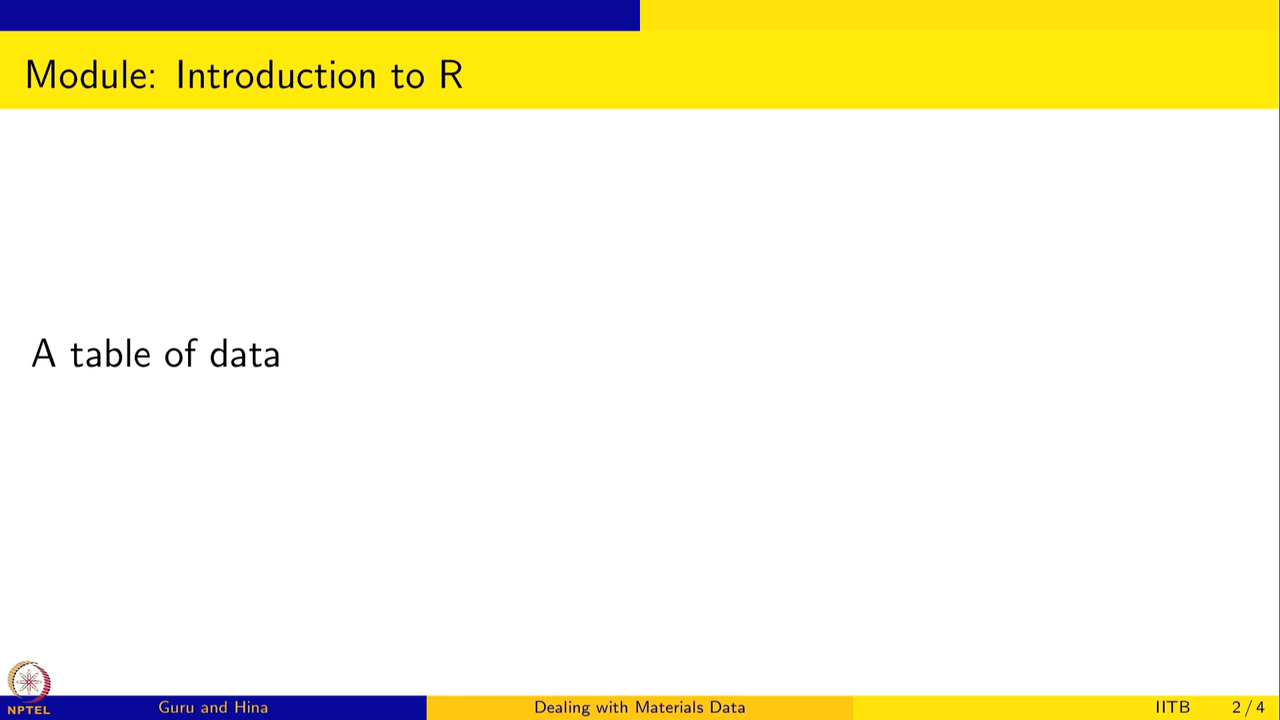 Module: Introduction to R
A table of data
NPTEL
Guru and Hina
Dealing with Materials Data
IITB
2 / 4